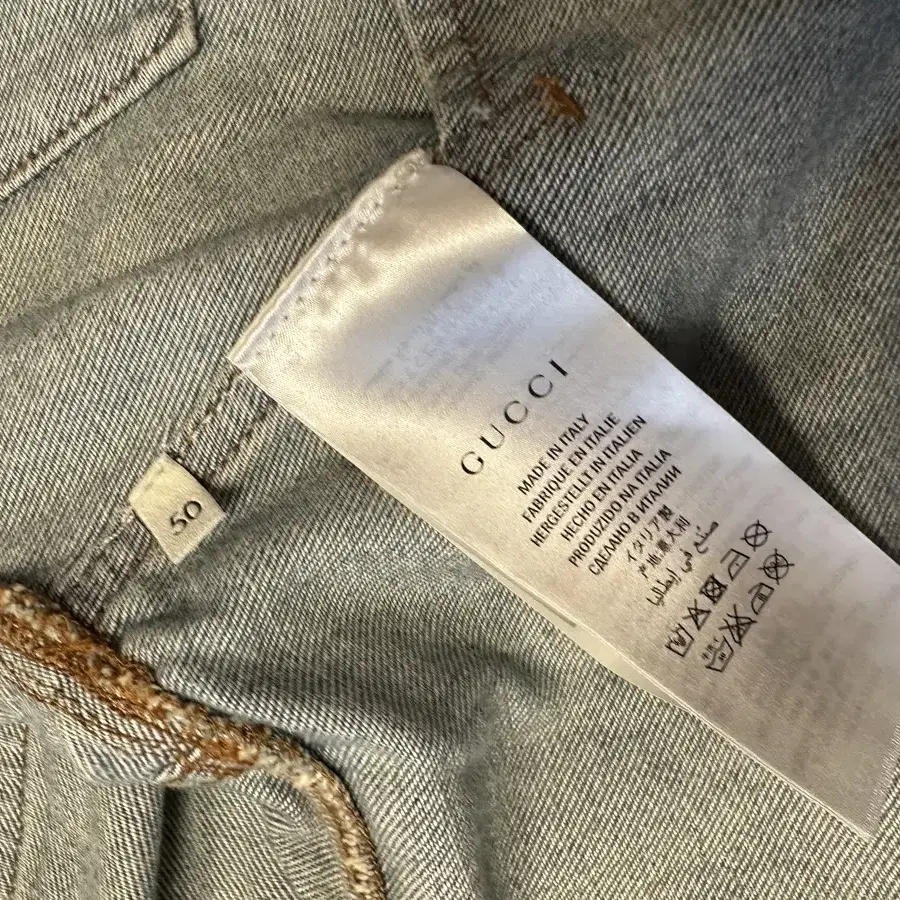 GUCCI
MADE IN ITALY
FABRIQUE EN ITALIE
HERGESTELLT IN ITALIEN
HECHO EN ITALIA
PRODUZIDO NA ITALIA
СДЕЛАНО В ИТАЛИИ
イタリア製
产地:意大利
صنع في إيطاليا
50